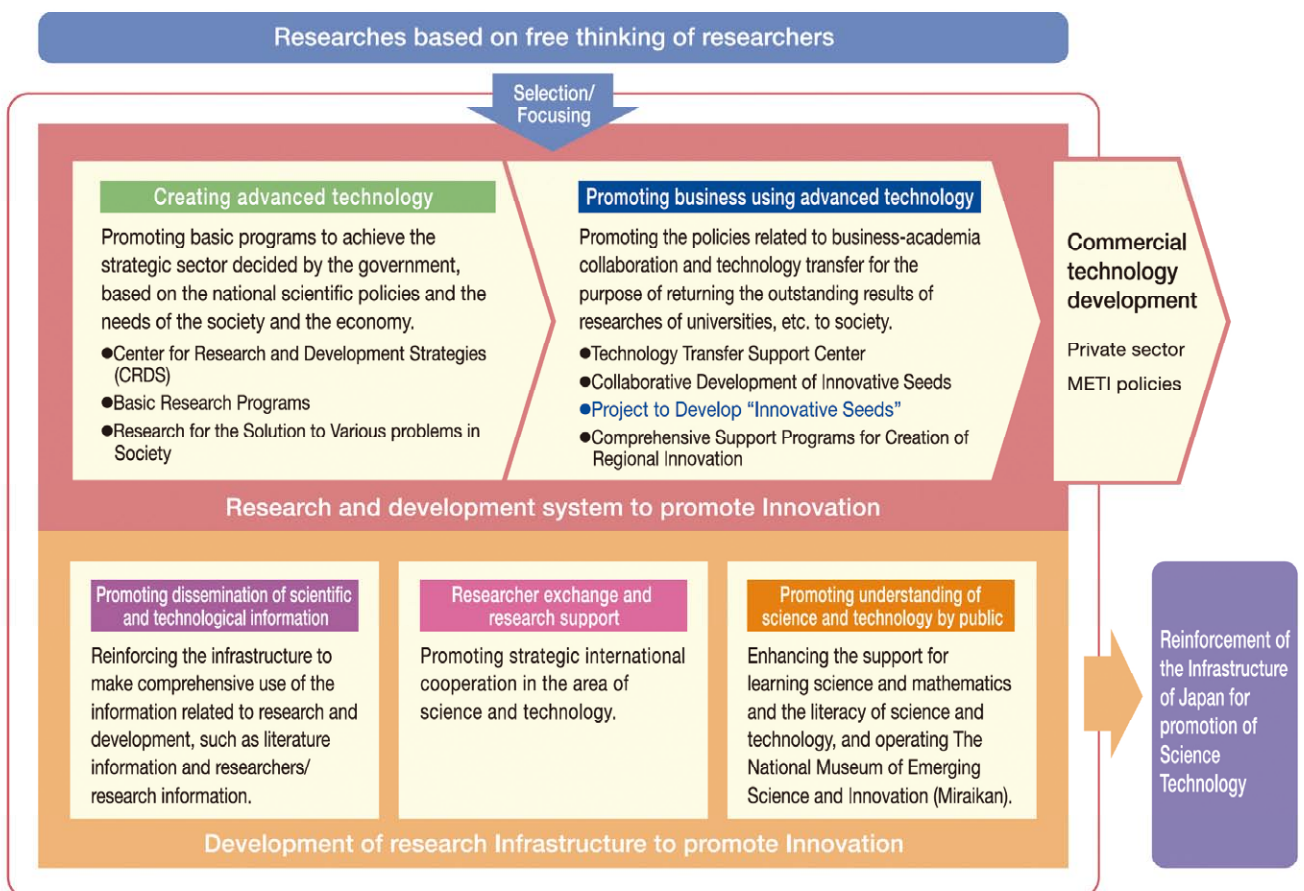 Researches based on free thinking of researchers
Selection/
Focusing
Creating advanced technology
Promoting basic programs to achieve the
strategic sector decided by the government,
based on the national scientific policies and the
needs of the society and the economy.
●Center for Research and Development Strategies
(CRDS)
●Basic Research Programs
●Research for the Solution to Various problems in
Society
Promoting business using advanced technology
Promoting the policies related to business-academia
collaboration and technology transfer for the
purpose of returning the outstanding results of
researches of universities, etc. to society.
●Technology Transfer Support Center
●Collaborative Development of Innovative Seeds
●Project to Develop “Innovative Seeds”
●Comprehensive Support Programs for Creation of
Regional Innovation
Commercial
technology
development
Private sector
METI policies
Research and development system to promote Innovation
Promoting dissemination of scientific
and technological information
Reinforcing the infrastructure to
make comprehensive use of the
information related to research and
development, such as literature
information and researchers/
research information.
Researcher exchange and
research support
Promoting strategic international
cooperation in the area of
science and technology.
Promoting understanding of
science and technology by public
Enhancing the support for
learning science and mathematics
and the literacy of science and
technology, and operating The
National Museum of Emerging
Science and Innovation (Miraikan).
Development of research Infrastructure to promote Innovation
Reinforcement of
the Infrastructure
of Japan for
promotion of
Science
Technology